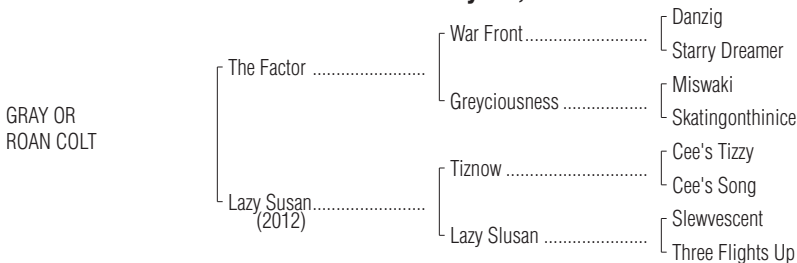 Danzig
War Front..........................
Starry Dreamer
The Factor ........................
Miswaki
Greyciousness ..................
Skatingonthinice
GRAY OR
ROAN COLT
Cee's Tizzy
Tiznow ..............................
Cee's Song
Lazy Susan........................
(2012)
Slewvescent
Lazy Slusan ......................
Three Flights Up